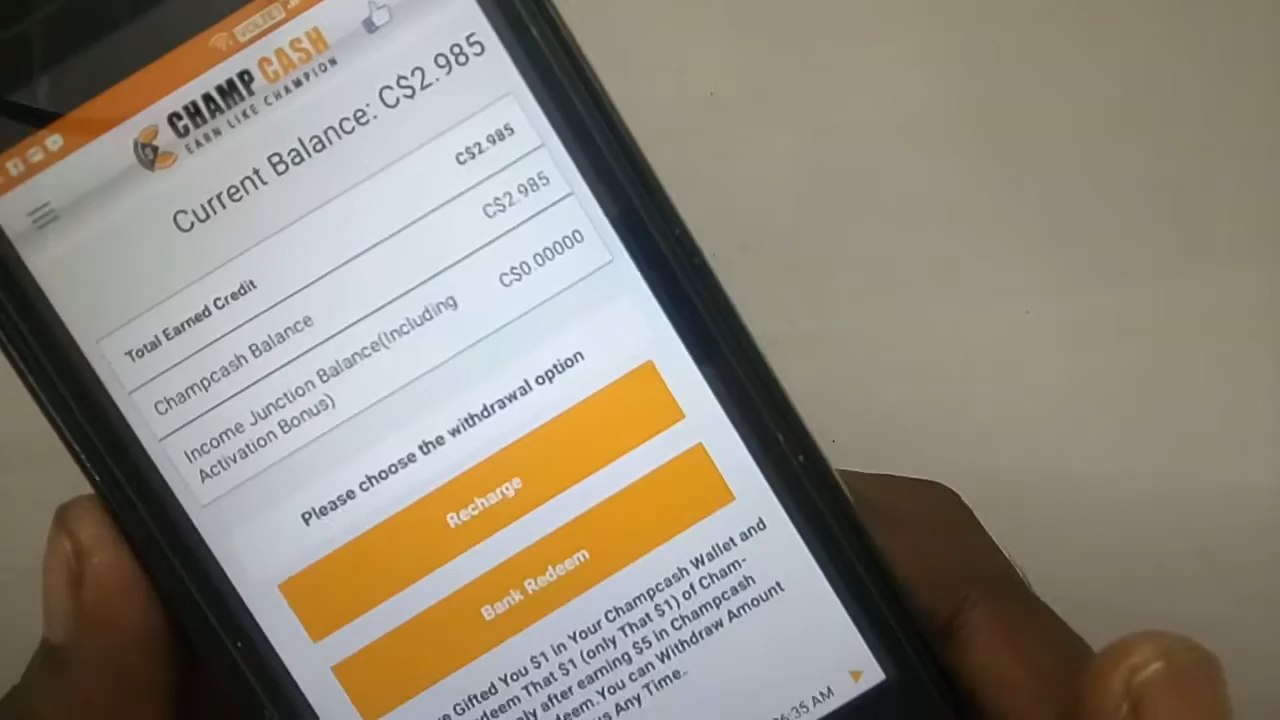 VOLTE
CHAMP CASH
EARN LIKE CHAMPION
Current Balance: C$2.985
Total Earned Credit C$2.985
Champcash Balance C$2.985
Income Junction Balance(Including C$0.00000
Activation Bonus)
Please choose the withdrawal option
Recharge
Bank Redeem
Gifted You $1 in Your Champcash Wallet and
That $1 (only That $1) of Cham-
after earning $5 in Champcash
You can Withdraw Amount
Any Time.
:35 AM